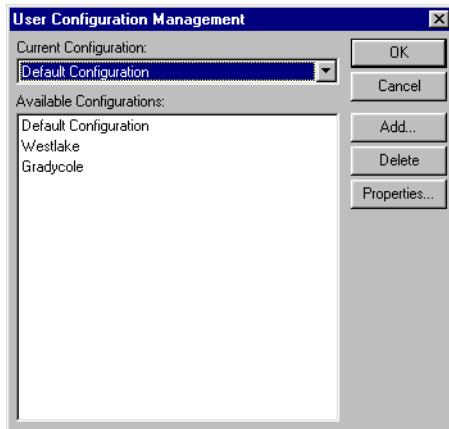 User Configuration Management
Current Configuration:
Default Configuration
Available Configurations:
Default Configuration
Westlake
Gradycole
OK
Cancel
Add...
Delete
Properties...